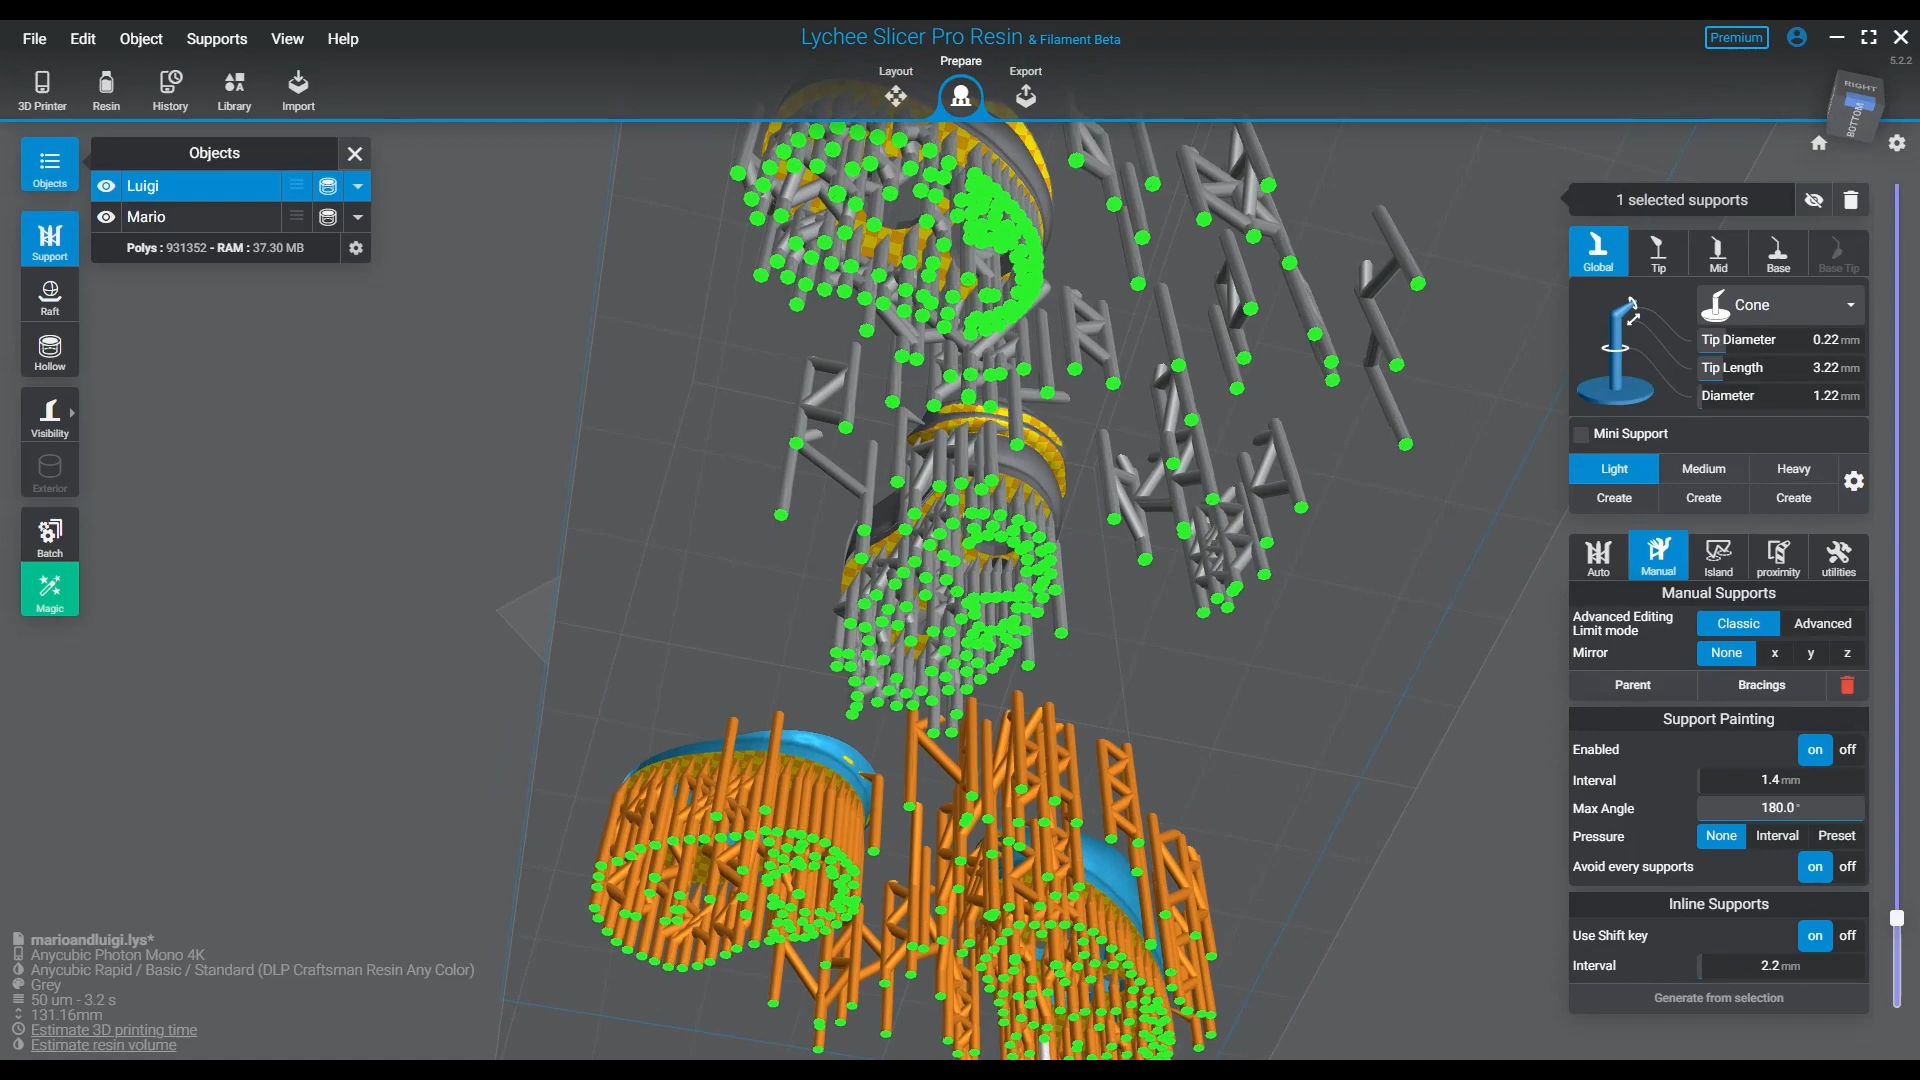 File Edit Object Supports View Help
Lychee Slicer Pro Resin & Filament Beta
Premium
5.2.2
3D Printer Resin History Library Import
Layout Prepare Export
RIGHT
BOTTOM
Objects
Objects
Luigi
Mario
Polys : 931352 - RAM : 37.30 MB
Support
Raft
Hollow
Visibility
Exterior
Batch
Magic
1 selected supports
Global Tip Mid Base Base Tip
Cone
Tip Diameter 0.22 mm
Tip Length 3.22 mm
Diameter 1.22 mm
Mini Support
Light Medium Heavy
Create Create Create
Auto Manual Island proximity utilities
Manual Supports
Advanced Editing
Limit mode
Classic Advanced
Mirror None x y z
Parent Bracings
Support Painting
Enabled on off
Interval 1.4 mm
Max Angle 180.0 °
Pressure None Interval Preset
Avoid every supports on off
Inline Supports
Use Shift key on off
Interval 2.2 mm
Generate from selection
marioandluigi.lys*
Anycubic Photon Mono 4K
Anycubic Rapid / Basic / Standard (DLP Craftsman Resin Any Color)
Grey
50 um - 3.2 s
131.16mm
Estimate 3D printing time
Estimate resin volume